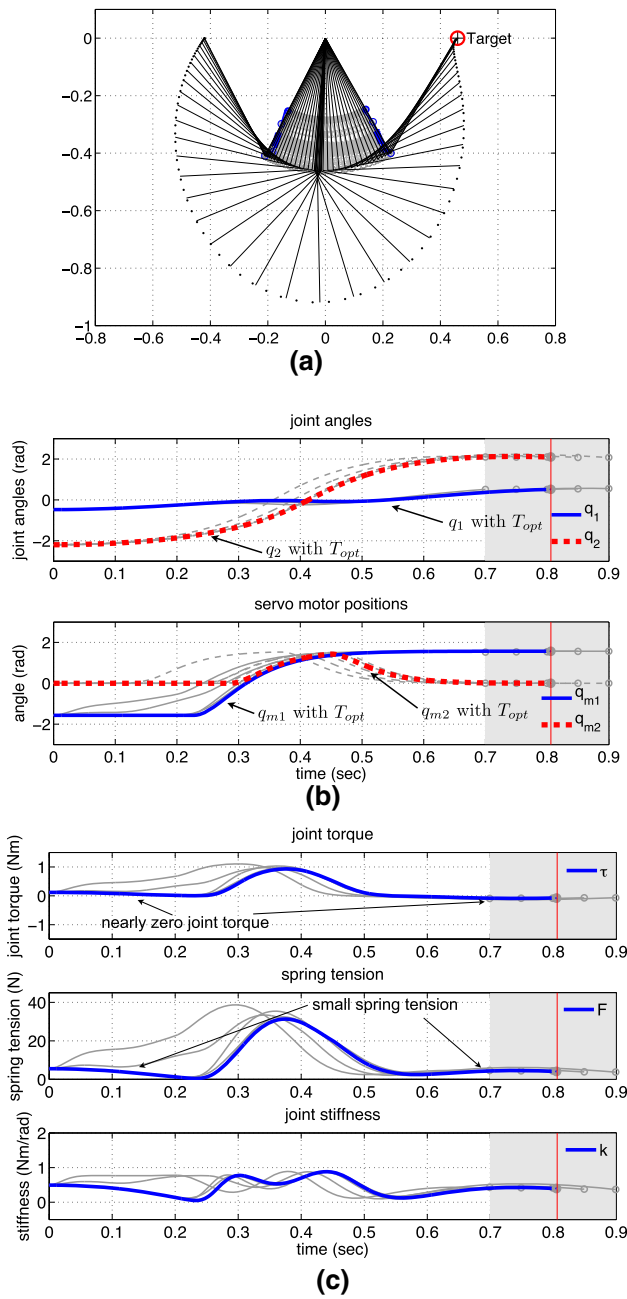 0
−0.2
−0.4
−0.6
−0.8
−1
−0.8 −0.6 −0.4 −0.2 0 0.2 0.4 0.6 0.8
Target
(a)
joint angles
joint angles (rad)
2
0
−2
q1 with Topt
q2 with Topt
q1
q2
0 0.1 0.2 0.3 0.4 0.5 0.6 0.7 0.8 0.9
servo motor positions
angle (rad)
2
0
−2
qm1 with Topt
qm2 with Topt
qm1
qm2
0 0.1 0.2 0.3 0.4 0.5 0.6 0.7 0.8 0.9
time (sec)
(b)
joint torque
joint torque (Nm)
1
0
−1
τ
nearly zero joint torque
0 0.1 0.2 0.3 0.4 0.5 0.6 0.7 0.8 0.9
spring tension
spring tension (N)
40
20
0
small spring tension
F
0 0.1 0.2 0.3 0.4 0.5 0.6 0.7 0.8 0.9
joint stiffness
stiffness (Nm/rad)
2
1
0
k
0 0.1 0.2 0.3 0.4 0.5 0.6 0.7 0.8 0.9
time (sec)
(c)